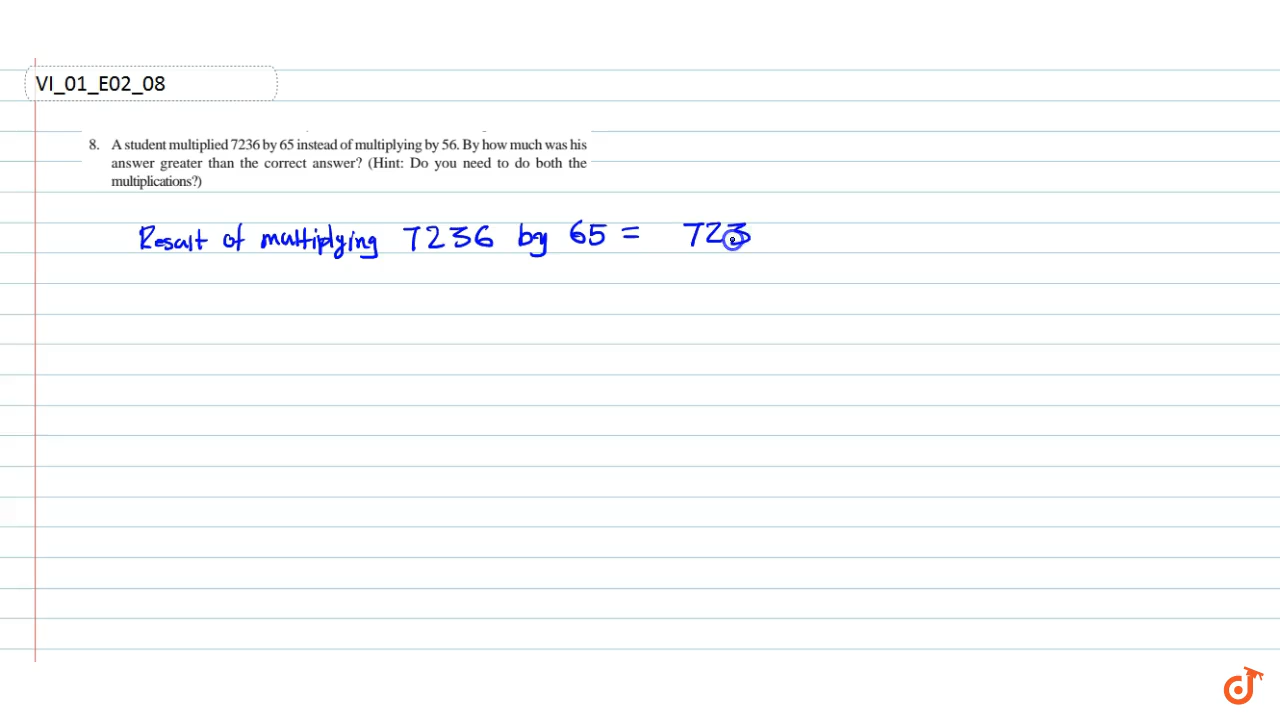 VI_01_E02_08
8. A student multiplied 7236 by 65 instead of multiplying by 56. By how much was his
answer greater than the correct answer? (Hint: Do you need to do both the
multiplications?)
Result of multiplying 7236 by 65 = 723